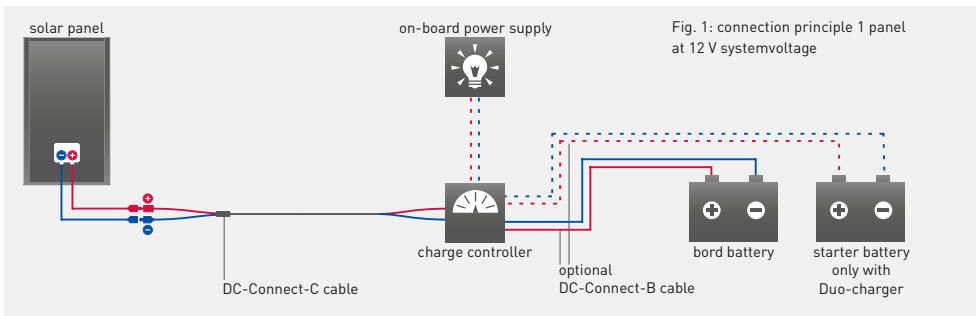 solar panel
on-board power supply
Fig. 1: connection principle 1 panel
at 12 V systemvoltage
charge controller
bord battery
starter battery
only with
Duo-charger
optional
DC-Connect-B cable
DC-Connect-C cable